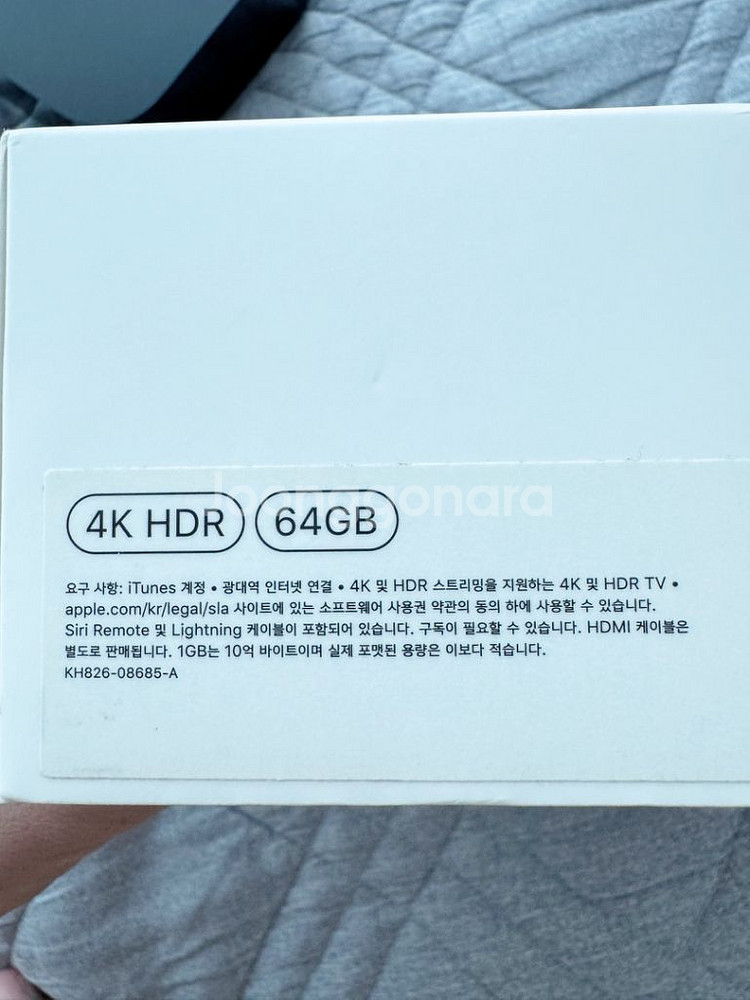 joonggonara
4K HDR 64GB
요구 사항: iTunes 계정 • 광대역 인터넷 연결 • 4K 및 HDR 스트리밍을 지원하는 4K 및 HDR TV •
apple.com/kr/legal/sla 사이트에 있는 소프트웨어 사용권 약관의 동의 하에 사용할 수 있습니다.
Siri Remote 및 Lightning 케이블이 포함되어 있습니다. 구독이 필요할 수 있습니다. HDMI 케이블은
별도로 판매됩니다. 1GB는 10억 바이트이며 실제 포맷된 용량은 이보다 적습니다.
KH826-08685-A